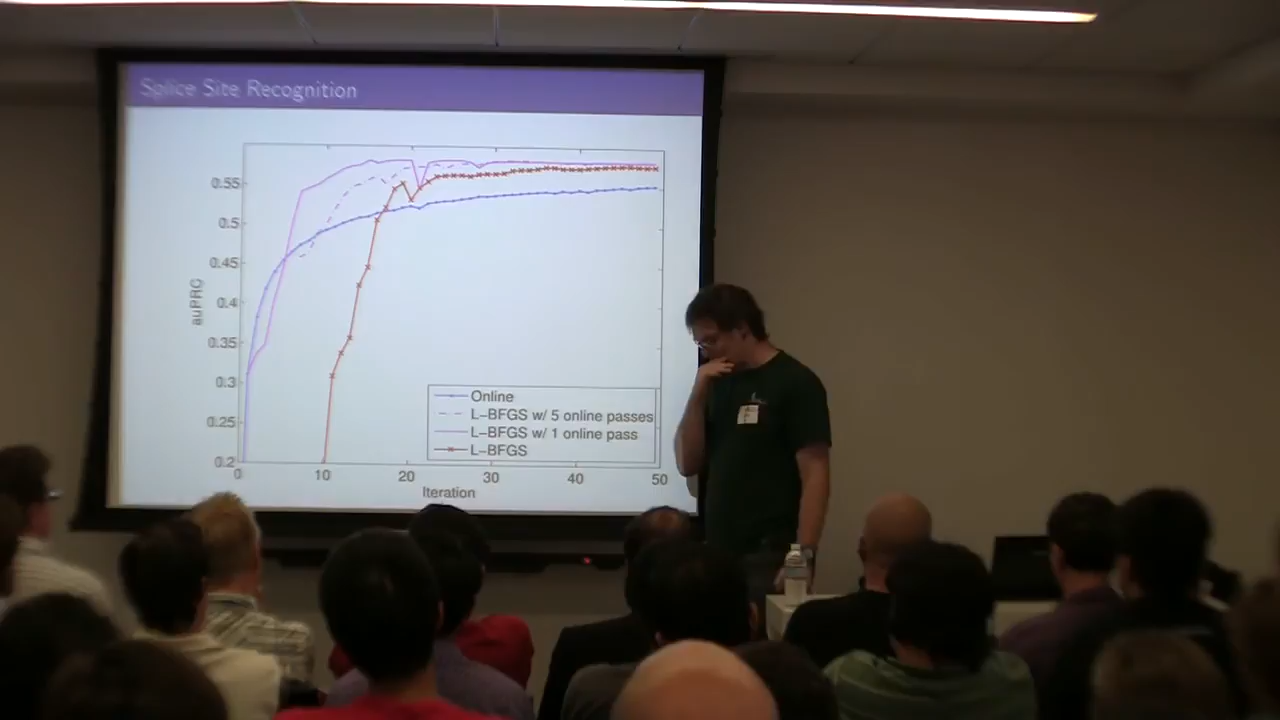 Splice Site Recognition
0.55
0.5
0.45
0.4
0.35
0.3
0.25
0.2
auPRC
0 10 20 30 40 50
Iteration
Online
L-BFGS w/ 5 online passes
L-BFGS w/ 1 online pass
L-BFGS